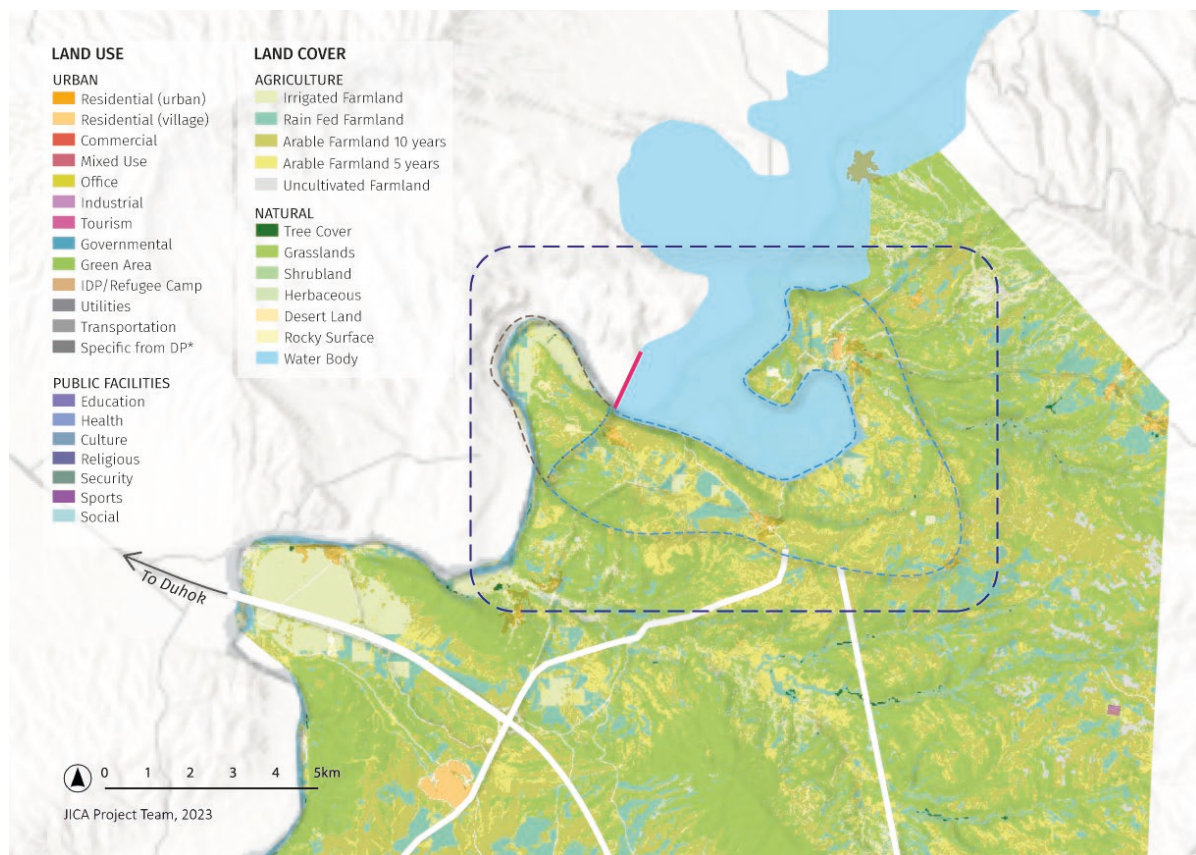 LAND USE
URBAN
Residential (urban)
Residential (village)
Commercial
Mixed Use
Office
Industrial
Tourism
Governmental
Green Area
IDP/Refugee Camp
Utilities
Transportation
Specific from DP*
PUBLIC FACILITIES
Education
Health
Culture
Religious
Security
Sports
Social
LAND COVER
AGRICULTURE
Irrigated Farmland
Rain Fed Farmland
Arable Farmland 10 years
Arable Farmland 5 years
Uncultivated Farmland
NATURAL
Tree Cover
Grasslands
Shrubland
Herbaceous
Desert Land
Rocky Surface
Water Body
To Duhok
0 1 2 3 4 5km
JICA Project Team, 2023